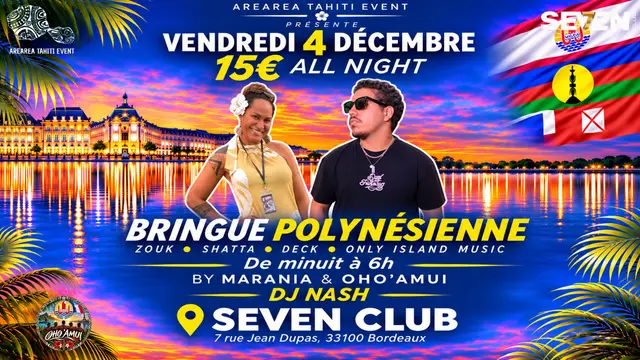 AREAREA TAHITI EVENT
PRÉSENTE
SEVEN
AREAREA TAHITI EVENT
VENDREDI 4 DÉCEMBRE
15€ ALL NIGHT
BRINGUE POLYNÉSIENNE
ZOUK • SHATTA • DECK • ONLY ISLAND MUSIC
De minuit à 6h
BY MARANIA & OHO'AMUI
DJ NASH
SEVEN CLUB
7 rue Jean Dupas, 33100 Bordeaux
OHO'AMUI